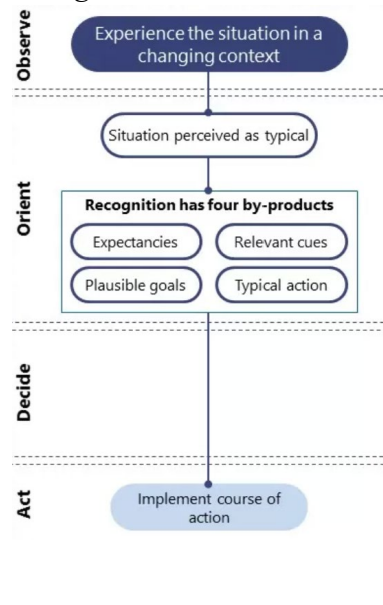 Observe
Experience the situation in a
changing context
Orient
Situation perceived as typical
Recognition has four by-products
Expectancies
Relevant cues
Plausible goals
Typical action
Decide
Act
Implement course of
action